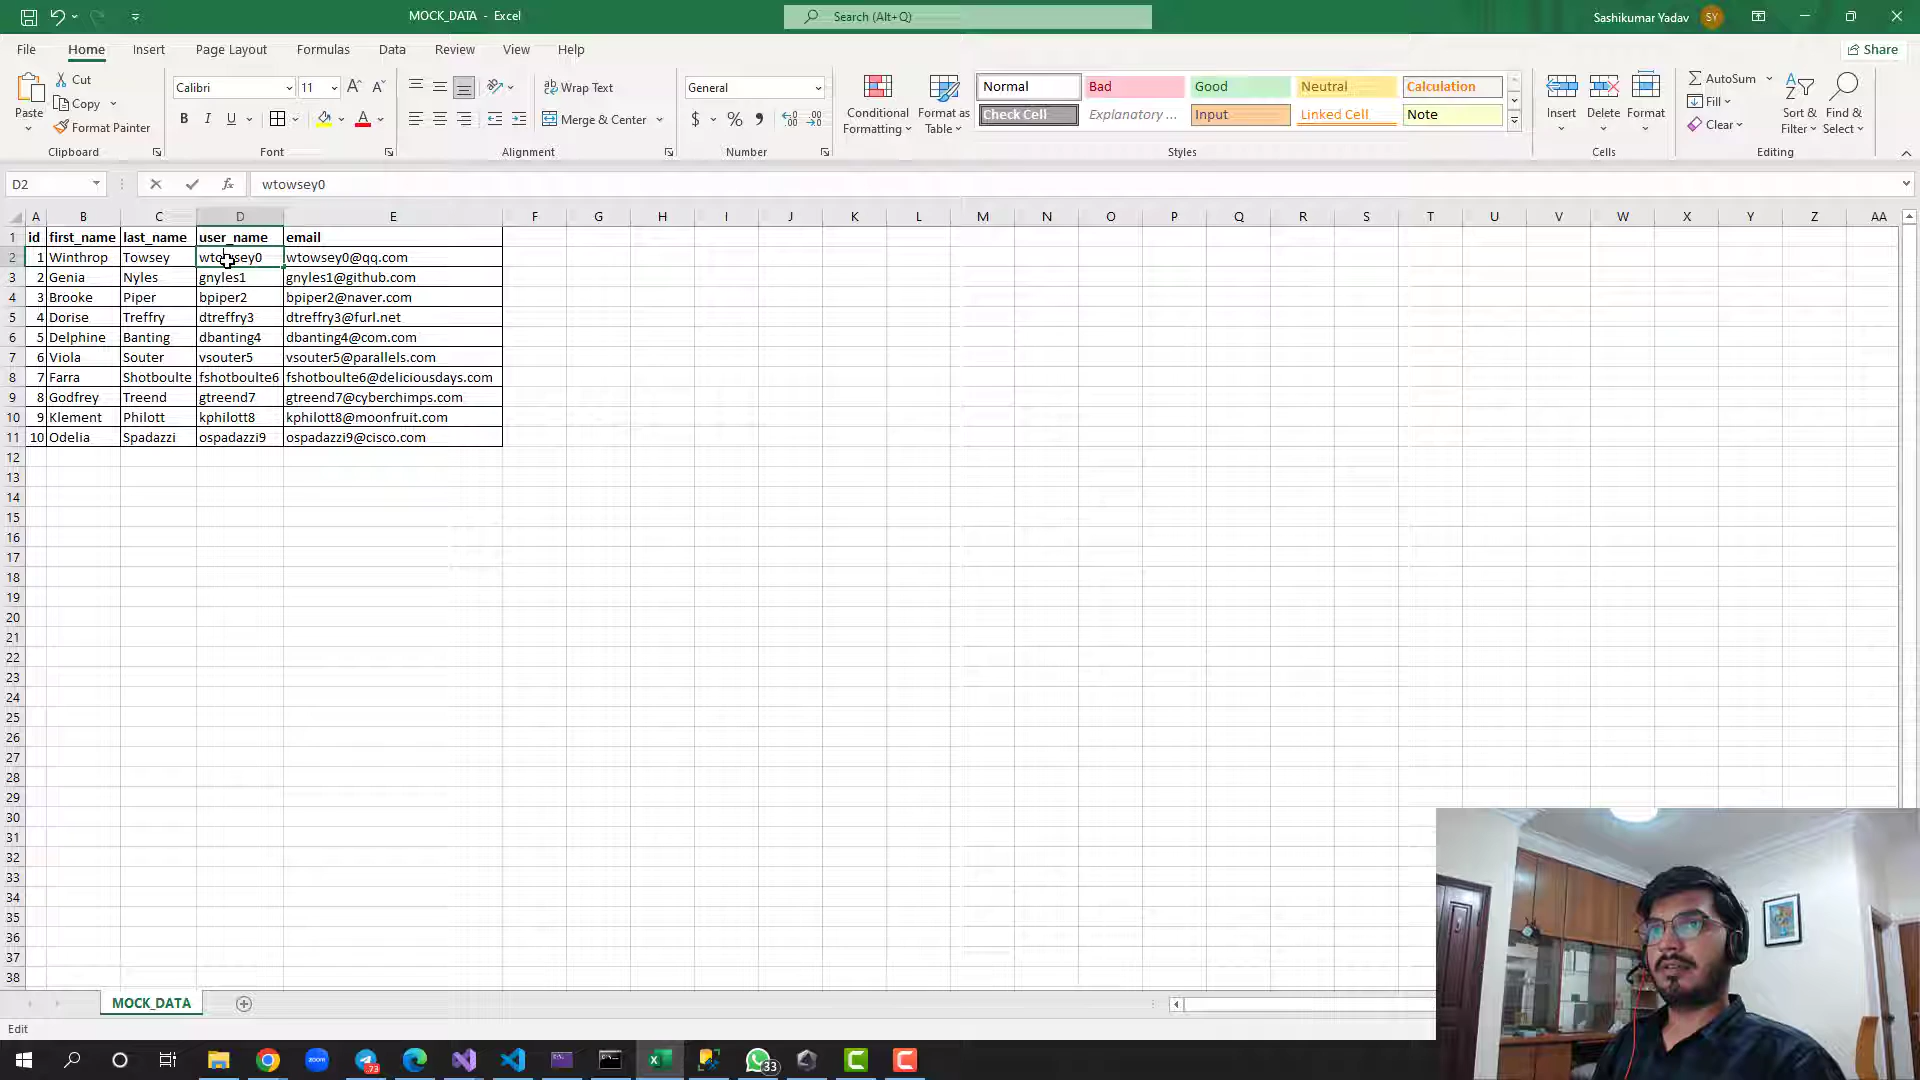 MOCK_DATA - Excel
Search (Alt+Q)
Sashikumar Yadav
SY
File Home Insert Page Layout Formulas Data Review View Help
Share
Paste
Cut
Copy
Format Painter
Clipboard
Calibri 11
B I U
Font
Wrap Text
Merge & Center
Alignment
General
$ % ,
Number
Conditional Formatting
Format as Table
Normal Bad Good Neutral Calculation
Check Cell Explanatory ... Input Linked Cell Note
Styles
Insert Delete Format
Cells
AutoSum
Fill
Clear
Sort & Filter
Find & Select
Editing
D2
fx
wtowsey0
A B C D E F G H I J K L M N O P Q R S T U V W X Y Z AA
1 id first_name last_name user_name email
2 1 Winthrop Towsey wtowsey0 wtowsey0@qq.com
3 2 Genia Nyles gnyles1 gnyles1@github.com
4 3 Brooke Piper bpiper2 bpiper2@naver.com
5 4 Dorise Treffry dtreffry3 dtreffry3@furl.net
6 5 Delphine Banting dbanting4 dbanting4@com.com
7 6 Viola Souter vsouter5 vsouter5@parallels.com
8 7 Farra Shotboulte fshotboulte6 fshotboulte6@deliciousdays.com
9 8 Godfrey Treend gtreend7 gtreend7@cyberchimps.com
10 9 Klement Philott kphilott8 kphilott8@moonfruit.com
11 10 Odelia Spadazzi ospadazzi9 ospadazzi9@cisco.com
12
13
14
15
16
17
18
19
20
21
22
23
24
25
26
27
28
29
30
31
32
33
34
35
36
37
38
MOCK_DATA
Edit
zoom
73
33